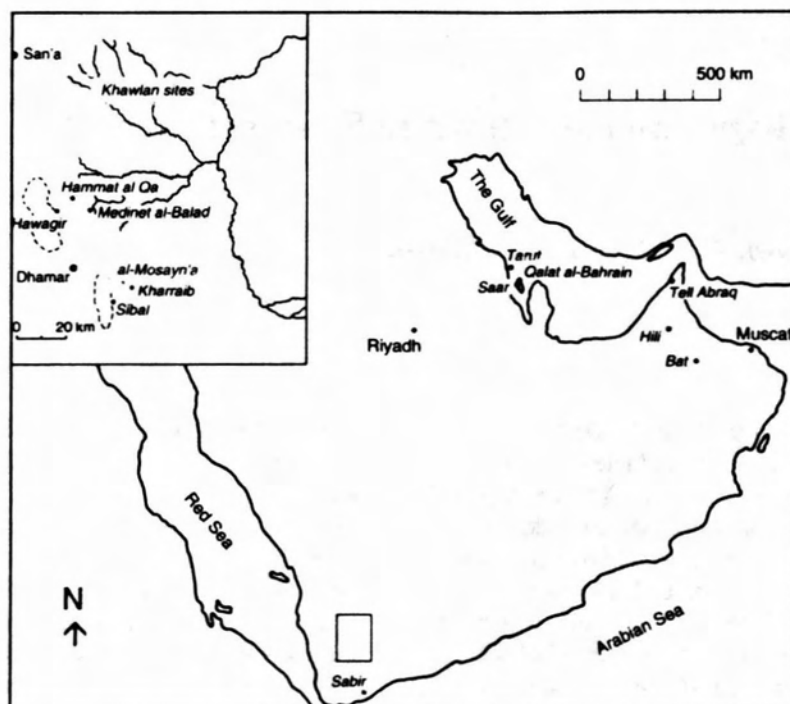 San'a
Khawlan sites
Hammat al Qa
Hawagir
Medinet al-Balad
Dhamar
al-Mosayn'a
Kharraib
Sibal
0 20 km
0 500 km
The Gulf
Tarut
Qalat al-Bahrain
Saar
Tell Abraq
Riyadh
Hili
Muscat
Bat
Red Sea
N
Arabian Sea
Sabir